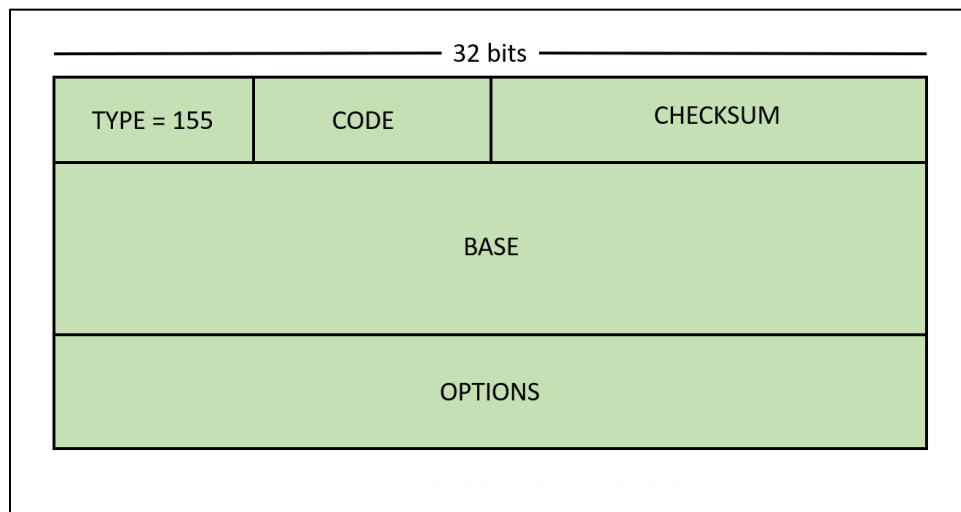 32 bits
TYPE = 155 CODE CHECKSUM
BASE
OPTIONS